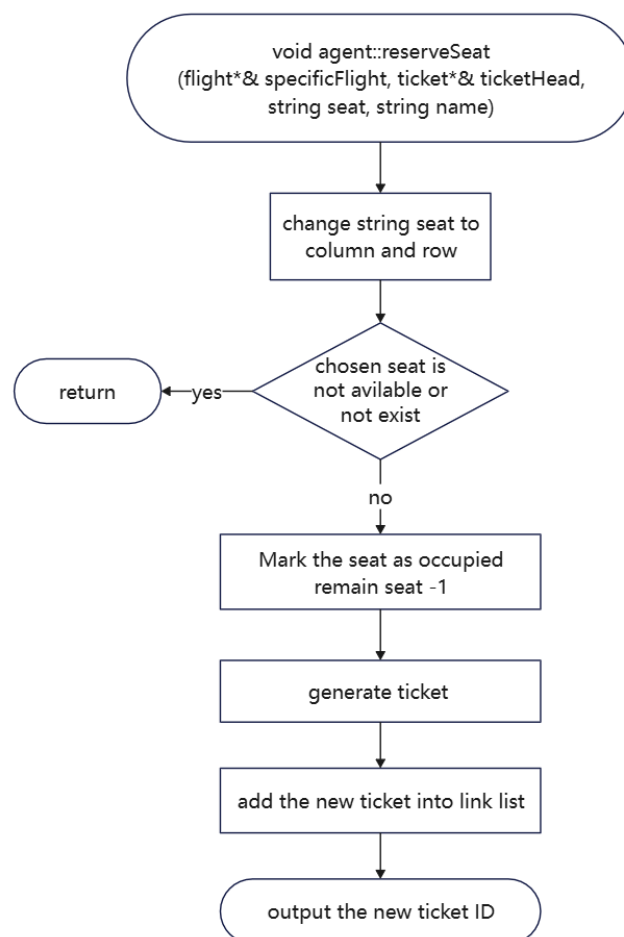 void agent::reserveSeat
(flight*& specificFlight, ticket*& ticketHead,
string seat, string name)
change string seat to
column and row
chosen seat is
not avilable or
not exist
yes
return
no
Mark the seat as occupied
remain seat -1
generate ticket
add the new ticket into link list
output the new ticket ID